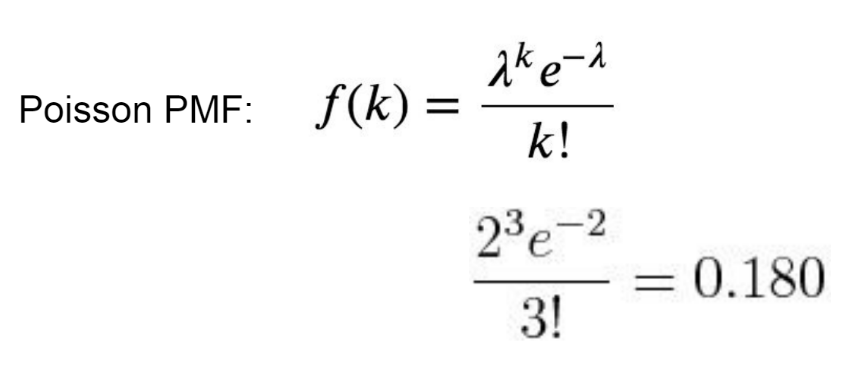 Poisson PMF: f(k) = λ^k e^−λ / k!
2^3 e^−2 / 3! = 0.180